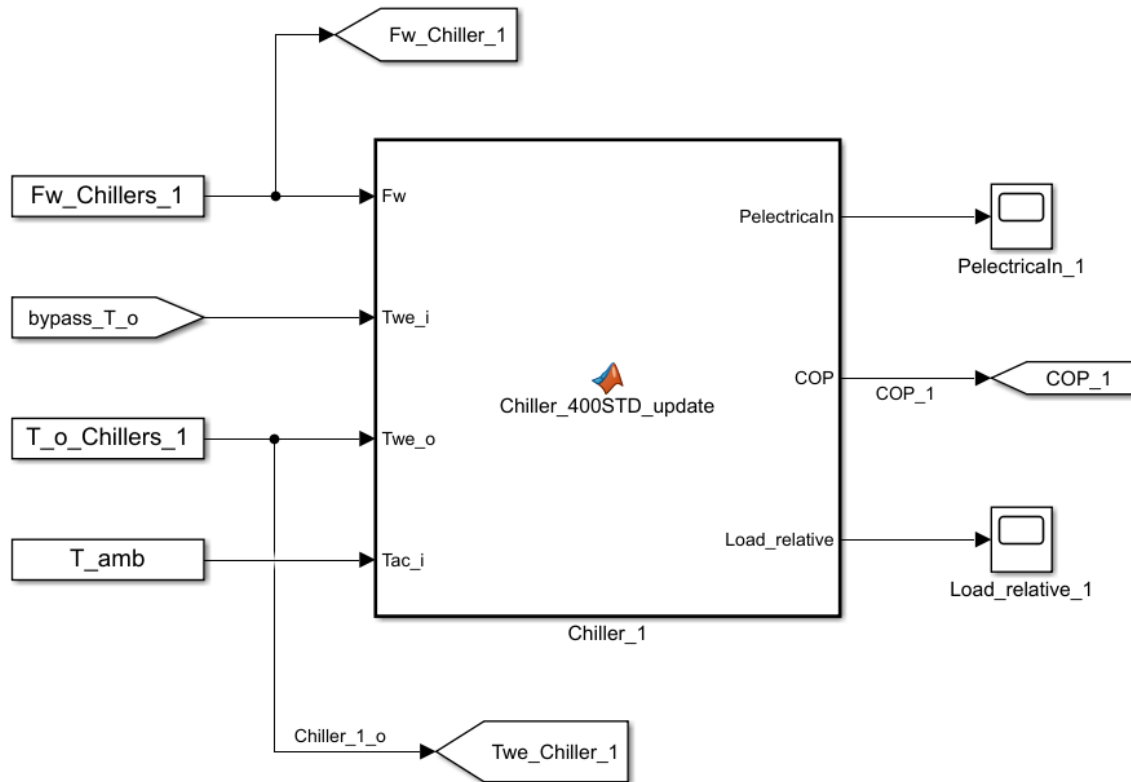 Fw_Chiller_1
Fw_Chillers_1
Fw
PelectricaIn
PelectricaIn_1
bypass_T_o
Twe_i
COP
COP_1
COP_1
Chiller_400STD_update
T_o_Chillers_1
Twe_o
T_amb
Tac_i
Load_relative
Load_relative_1
Chiller_1
Chiller_1_o
Twe_Chiller_1